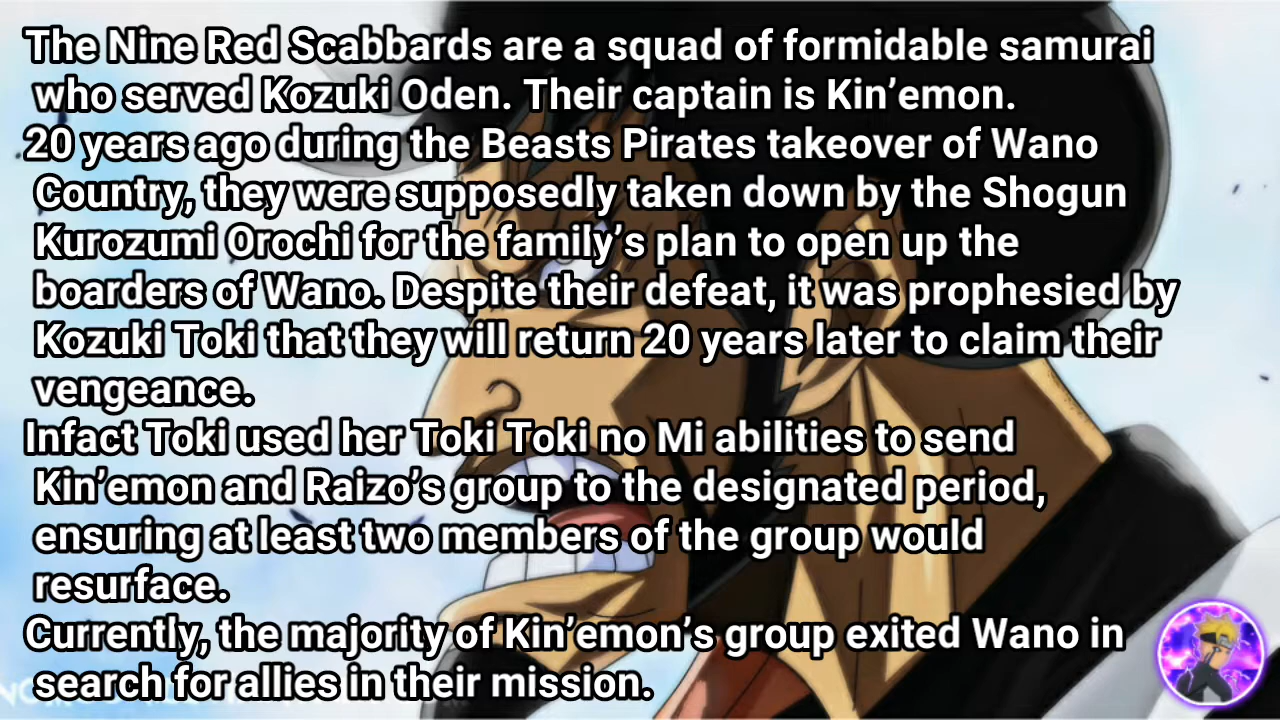 The Nine Red Scabbards are a squad of formidable samurai
who served Kozuki Oden. Their captain is Kin’emon.
20 years ago during the Beasts Pirates takeover of Wano
Country, they were supposedly taken down by the Shogun
Kurozumi Orochi for the family’s plan to open up the
boarders of Wano. Despite their defeat, it was prophesied by
Kozuki Toki that they will return 20 years later to claim their
vengeance.
Infact Toki used her Toki Toki no Mi abilities to send
Kin’emon and Raizo’s group to the designated period,
ensuring at least two members of the group would
resurface.
Currently, the majority of Kin’emon’s group exited Wano in
search for allies in their mission.